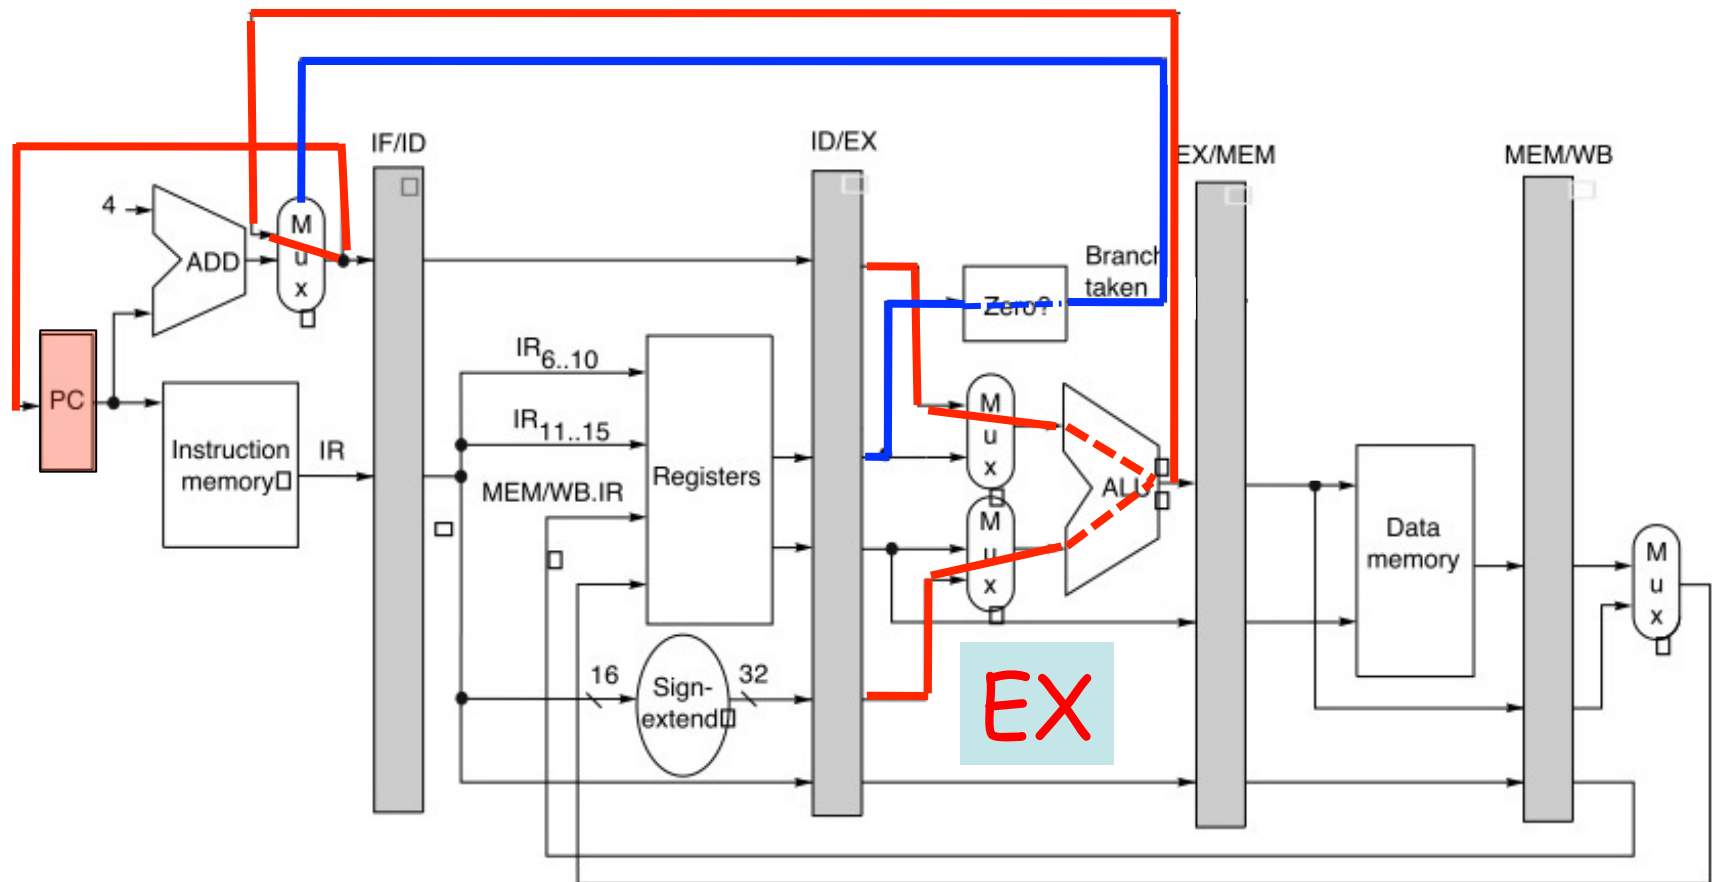 IF/ID
ID/EX
EX/MEM
MEM/WB
4
ADD
M
u
x
Branch
taken
Zero?
PC
IR6..10
IR11..15
Instruction
memory
IR
MEM/WB.IR
Registers
M
u
x
ALU
M
u
x
Data
memory
M
u
x
16
Sign-
extend
32
EX